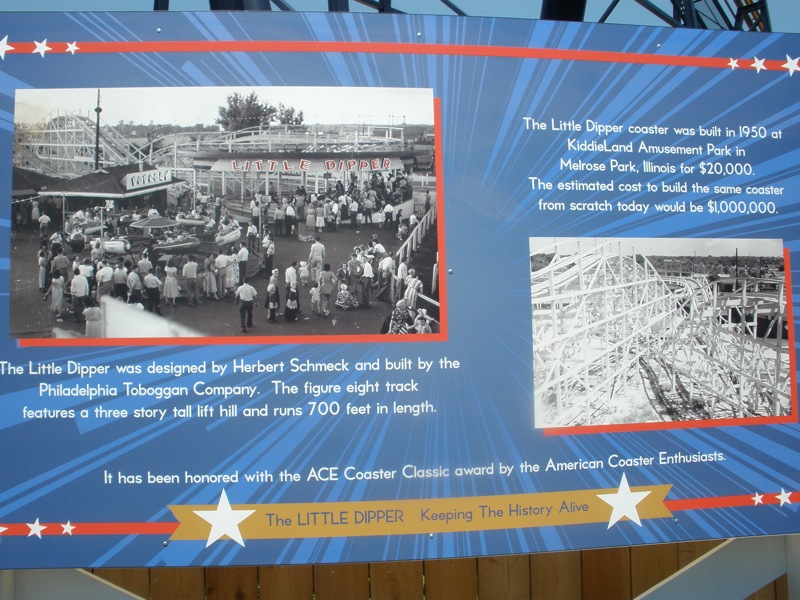 LITTLE DIPPER
The Little Dipper coaster was built in 1950 at
KiddieLand Amusement Park in
Melrose Park, Illinois for $20,000.
The estimated cost to build the same coaster
from scratch today would be $1,000,000.
The Little Dipper was designed by Herbert Schmeck and built by the
Philadelphia Toboggan Company. The figure eight track
features a three story tall lift hill and runs 700 feet in length.
It has been honored with the ACE Coaster Classic award by the American Coaster Enthusiasts.
The LITTLE DIPPER Keeping The History Alive